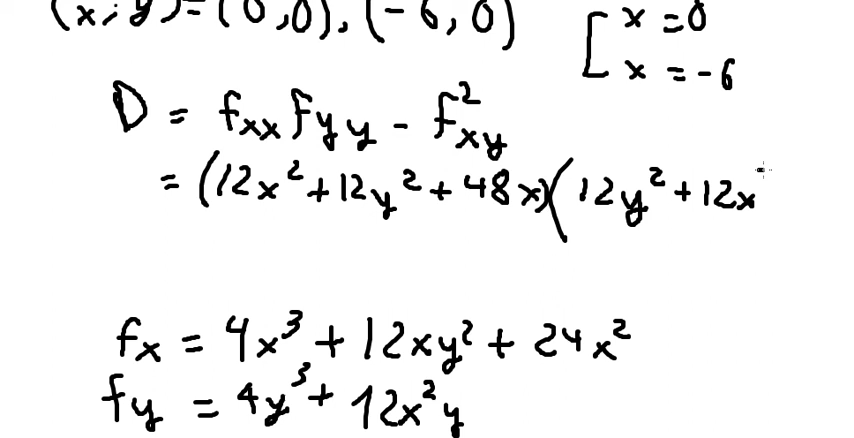 (x, y) = (0, 0), (-6, 0)
[ x = 0
x = -6
D = fxx fyy - f²xy
= (12x² + 12y² + 48x)(12y² + 12x
fx = 4x³ + 12xy² + 24x²
fy = 4y³ + 12x²y